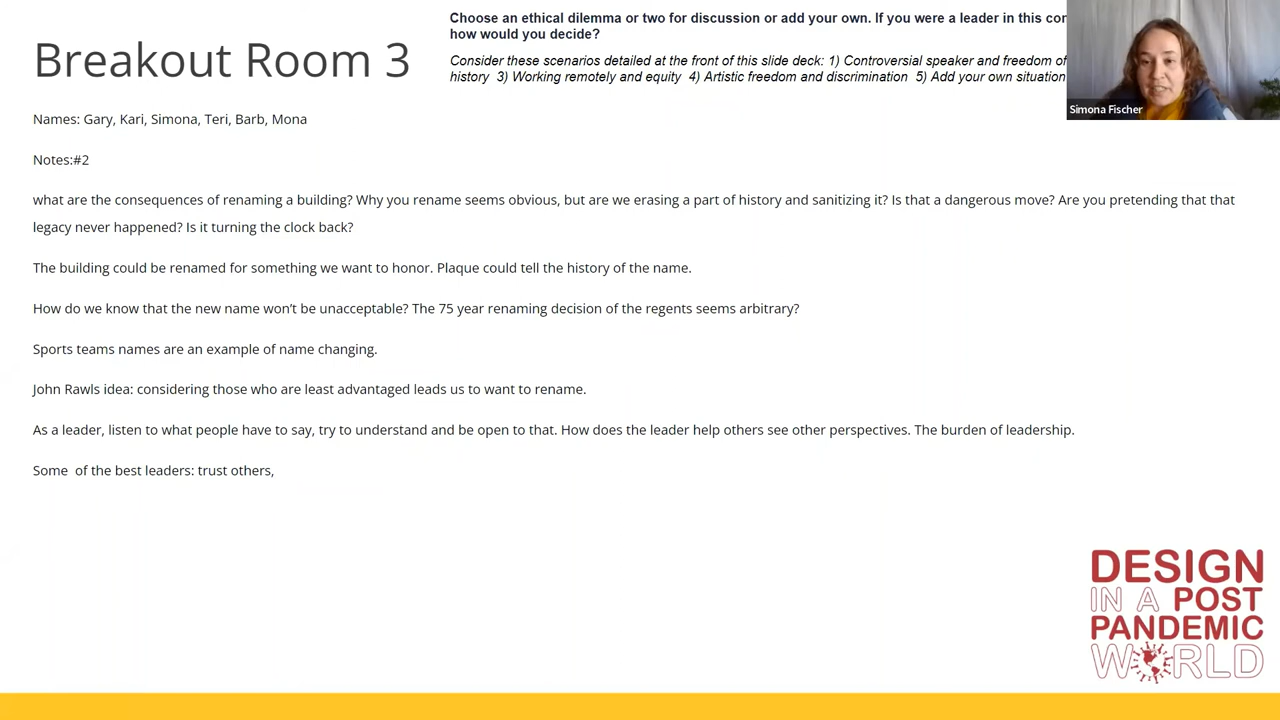 Breakout Room 3
Choose an ethical dilemma or two for discussion or add your own. If you were a leader in this
how would you decide?
Consider these scenarios detailed at the front of this slide deck: 1) Controversial speaker and freedom of
history 3) Working remotely and equity 4) Artistic freedom and discrimination 5) Add your own situation
Simona Fischer
Names: Gary, Kari, Simona, Teri, Barb, Mona
Notes:#2
what are the consequences of renaming a building? Why you rename seems obvious, but are we erasing a part of history and sanitizing it? Is that a dangerous move? Are you pretending that that
legacy never happened? Is it turning the clock back?
The building could be renamed for something we want to honor. Plaque could tell the history of the name.
How do we know that the new name won't be unacceptable? The 75 year renaming decision of the regents seems arbitrary?
Sports teams names are an example of name changing.
John Rawls idea: considering those who are least advantaged leads us to want to rename.
As a leader, listen to what people have to say, try to understand and be open to that. How does the leader help others see other perspectives. The burden of leadership.
Some of the best leaders: trust others,
DESIGN
IN A POST
PANDEMIC
WORLD